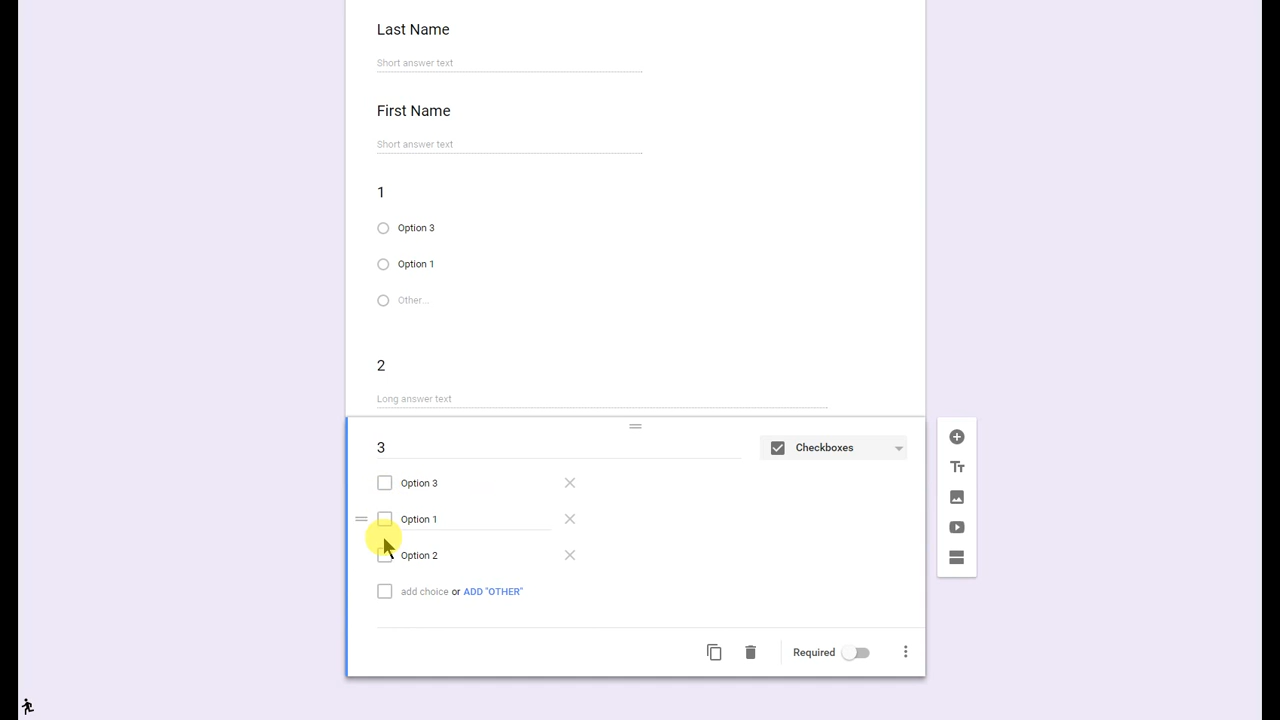 Last Name
Short answer text
First Name
Short answer text
1
Option 3
Option 1
Other...
2
Long answer text
3
Checkboxes
Option 3
Option 1
Option 2
add choice or ADD "OTHER"
Required
Tт